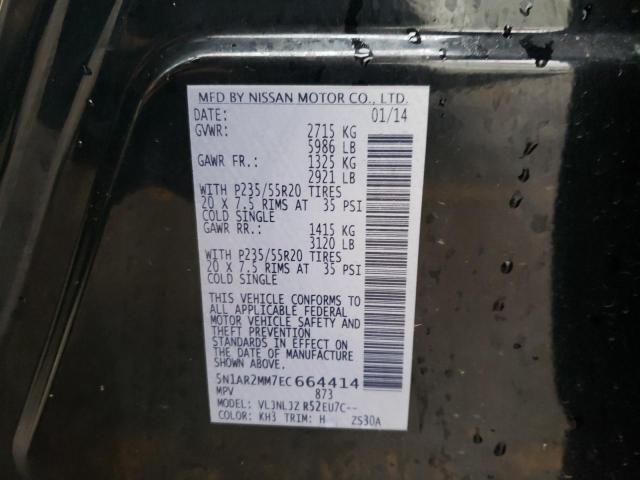 MFD BY NISSAN MOTOR CO., LTD.
DATE: 01/14
GVWR: 2715 KG
5986 LB
GAWR FR.: 1325 KG
2921 LB
WITH P235/55R20 TIRES
20 X 7.5 RIMS AT 35 PSI
COLD SINGLE
GAWR RR.: 1415 KG
3120 LB
WITH P235/55R20 TIRES
20 X 7.5 RIMS AT 35 PSI
COLD SINGLE
THIS VEHICLE CONFORMS TO
ALL APPLICABLE FEDERAL
MOTOR VEHICLE SAFETY AND
THEFT PREVENTION
STANDARDS IN EFFECT ON THE
DATE OF MANUFACTURE
SHOWN ABOVE.
5N1AR2MM7EC664414
MPV 873
MODEL: VLJNLJZ R52EU7C--
COLOR: KH3 TRIM: H ZS30A